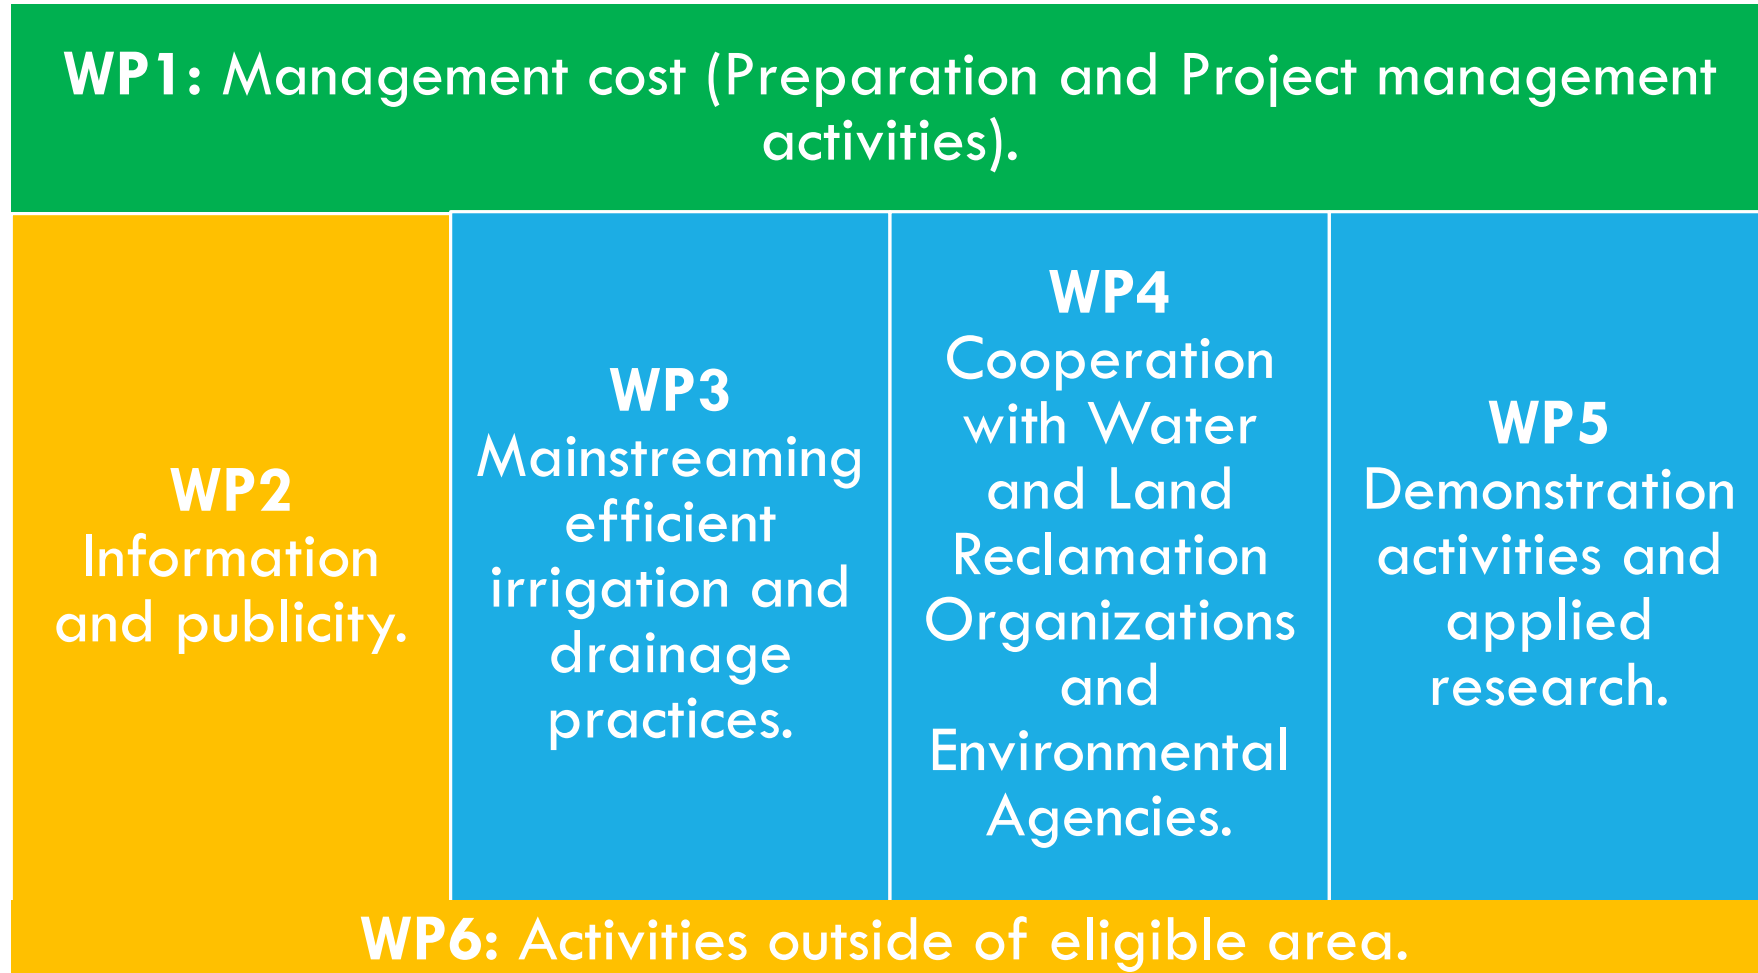 WP1: Management cost (Preparation and Project management
activities).
WP2
Information
and publicity.
WP3
Mainstreaming
efficient
irrigation and
drainage
practices.
WP4
Cooperation
with Water
and Land
Reclamation
Organizations
and
Environmental
Agencies.
WP5
Demonstration
activities and
applied
research.
WP6: Activities outside of eligible area.